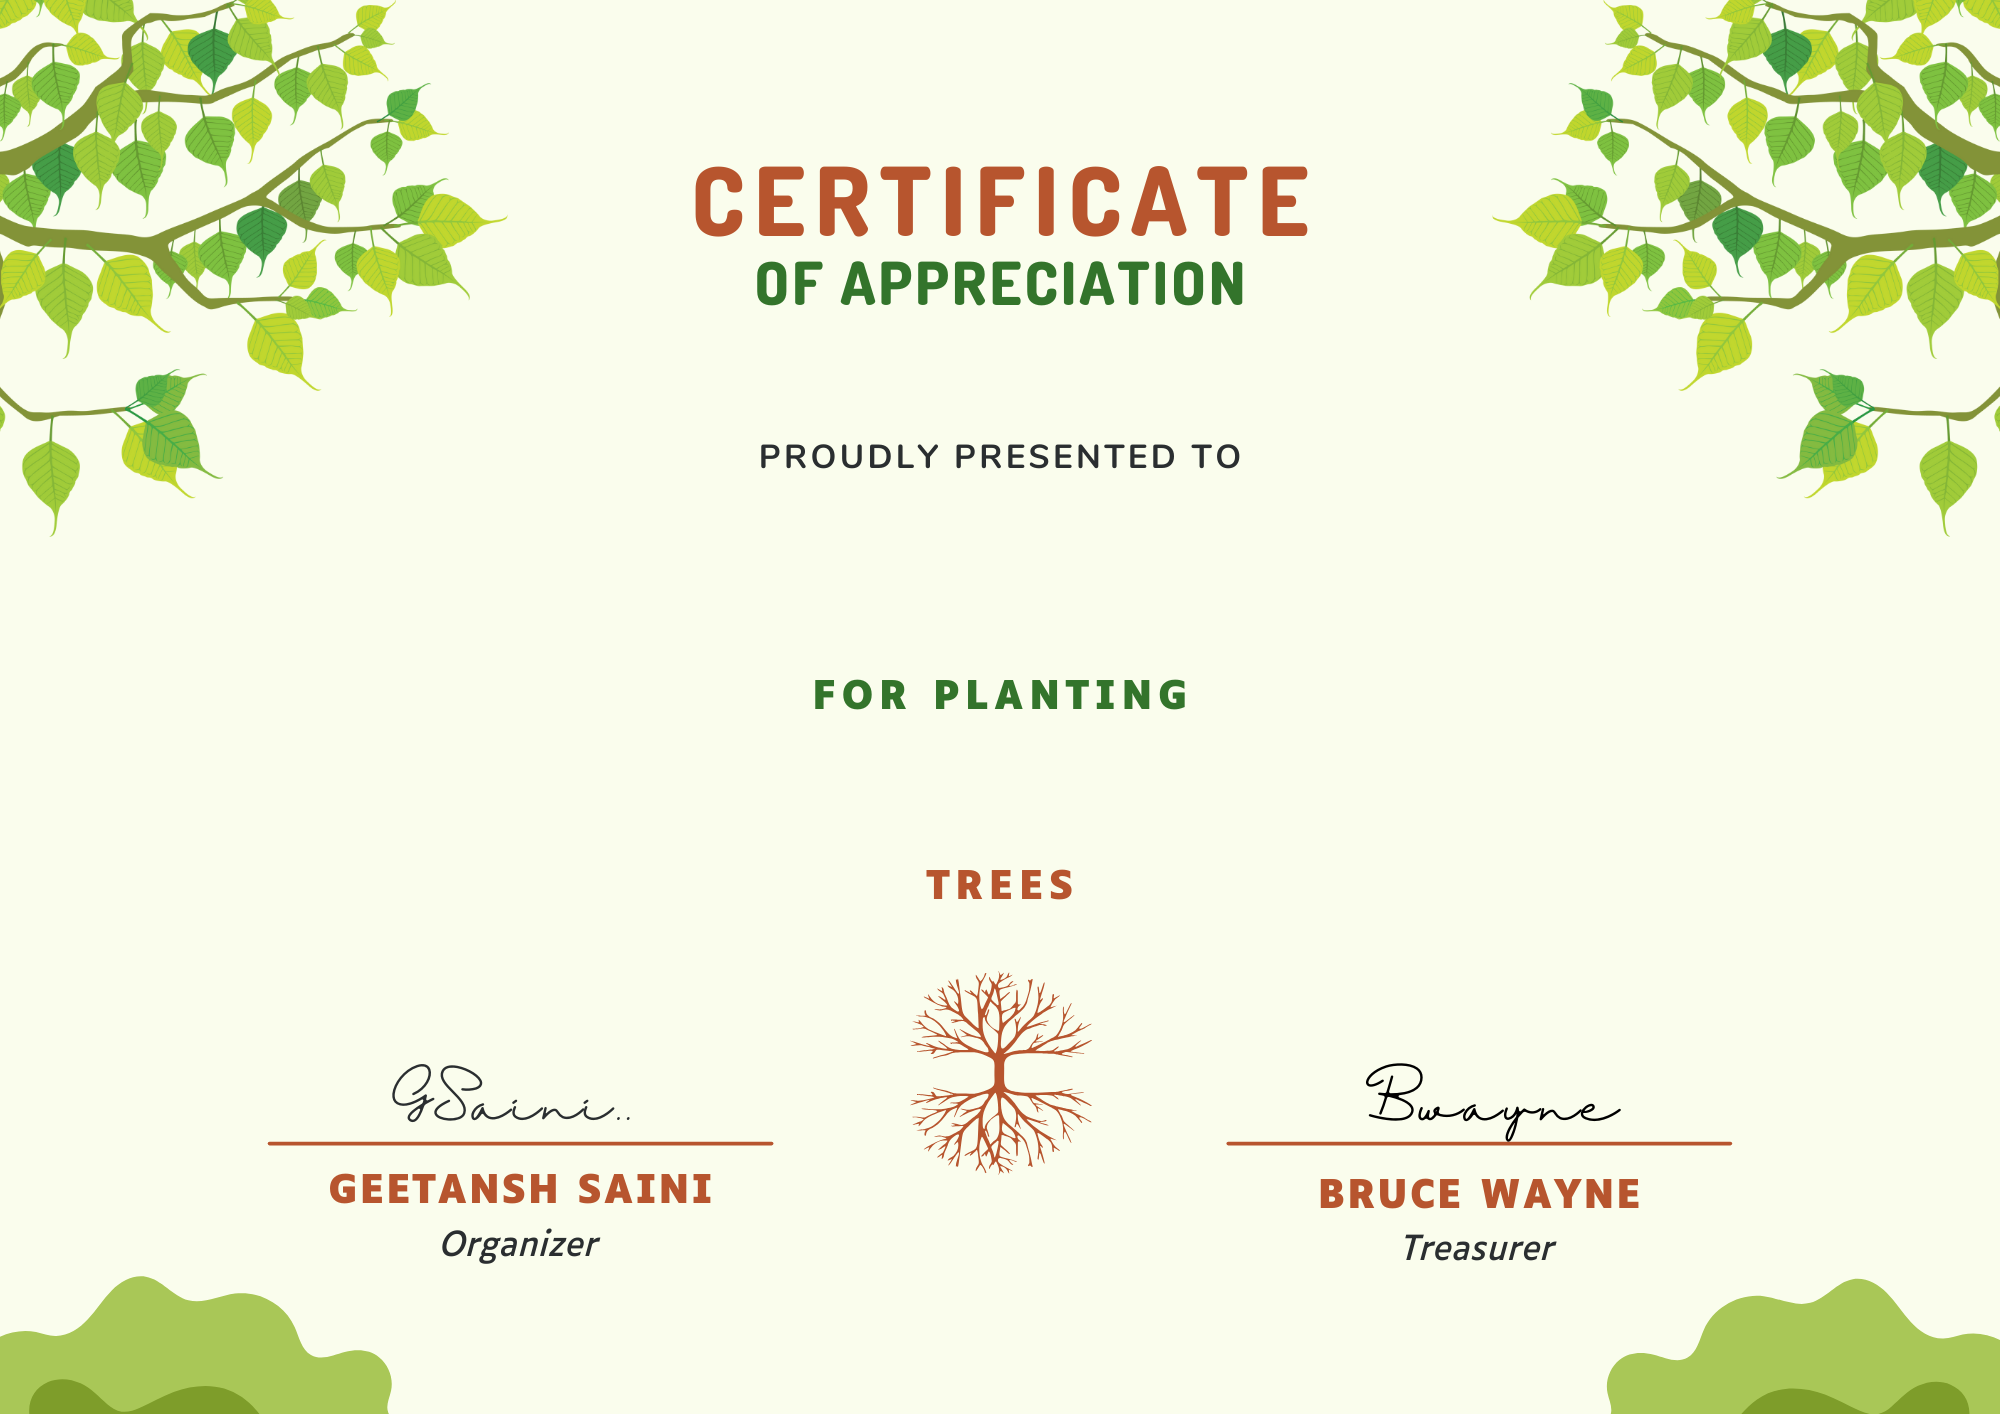 CERTIFICATE
OF APPRECIATION
PROUDLY PRESENTED TO
FOR PLANTING
TREES
GSaini..
GEETANSH SAINI
Organizer
Bwayne
BRUCE WAYNE
Treasurer